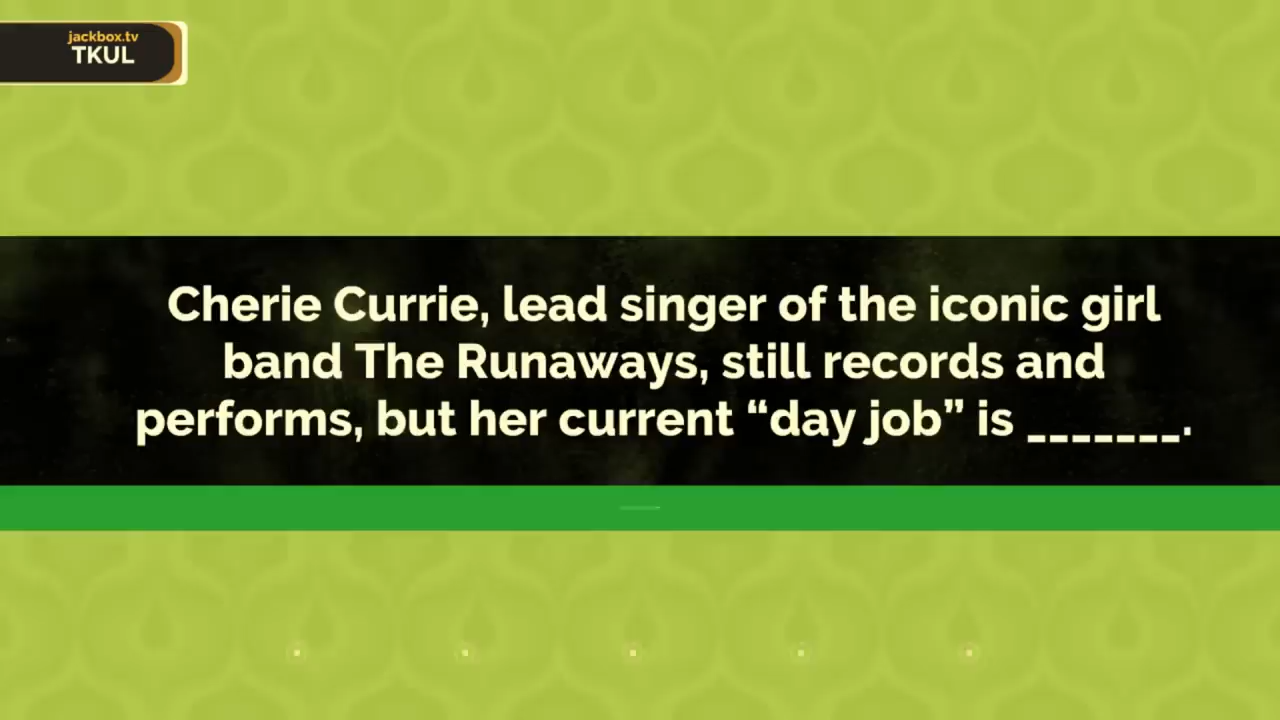 jackbox.tv
TKUL
Cherie Currie, lead singer of the iconic girl
band The Runaways, still records and
performs, but her current “day job” is _______.